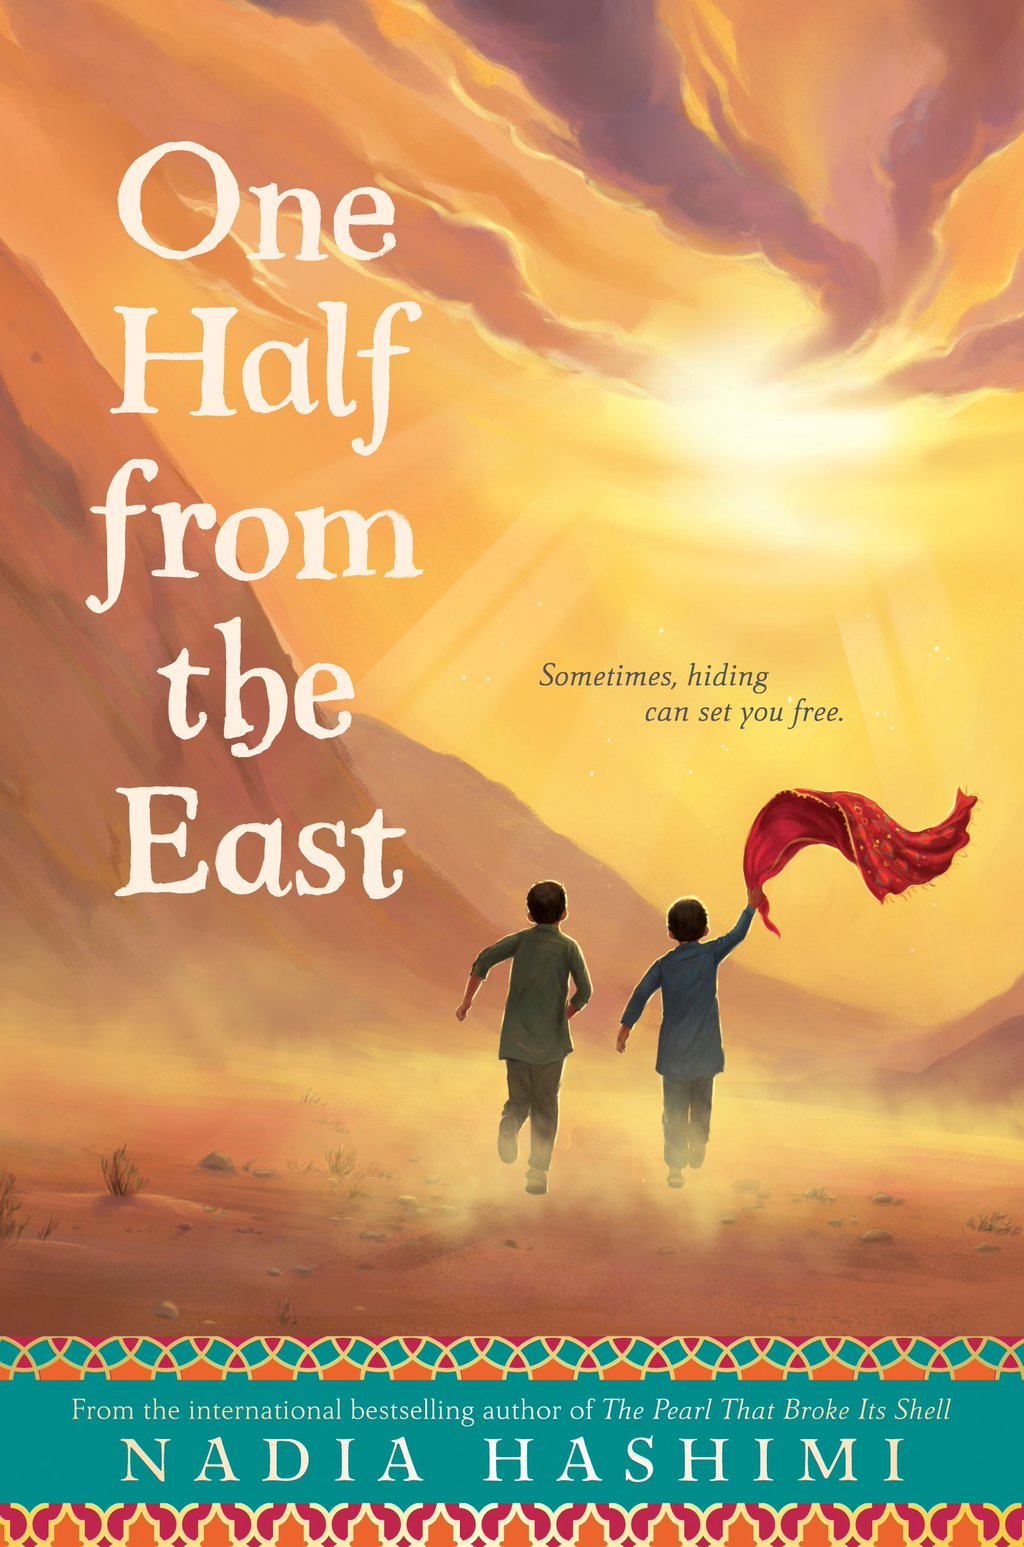 One
Half
from
the
East
Sometimes, hiding
can set you free.
From the international bestselling author of The Pearl That Broke Its Shell
NADIA HASHIMI